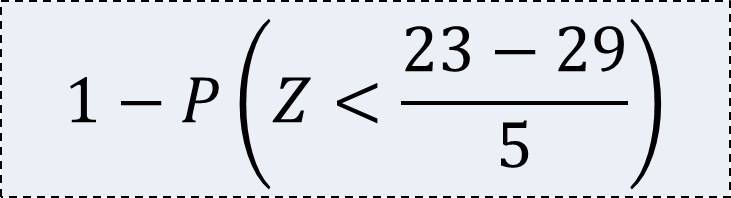 1 − P(Z < (23 − 29)/5)